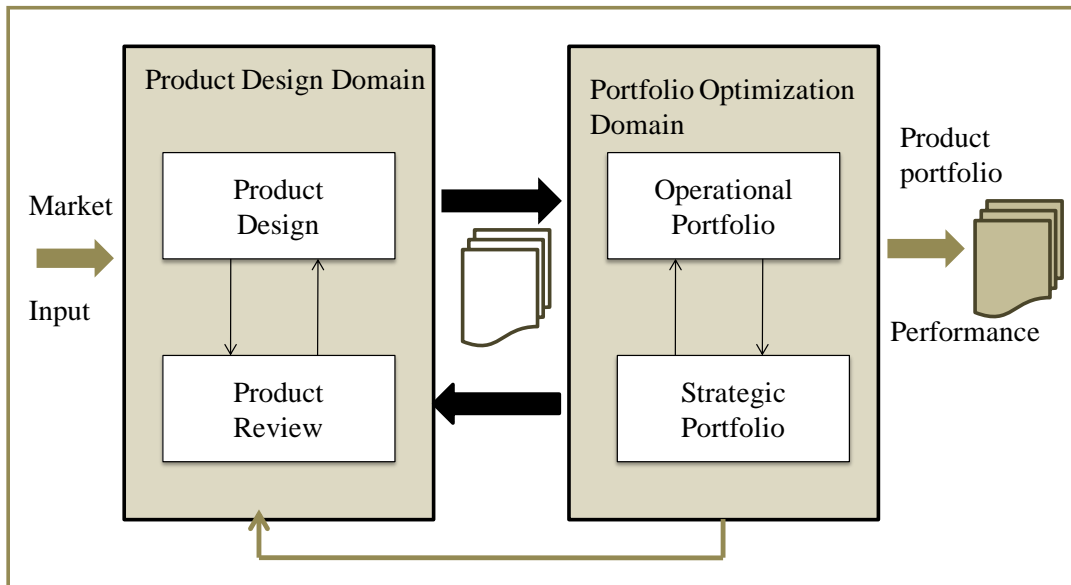 Product Design Domain
Portfolio Optimization
Domain
Product
portfolio
Market
Input
Product
Design
Operational
Portfolio
Performance
Product
Review
Strategic
Portfolio